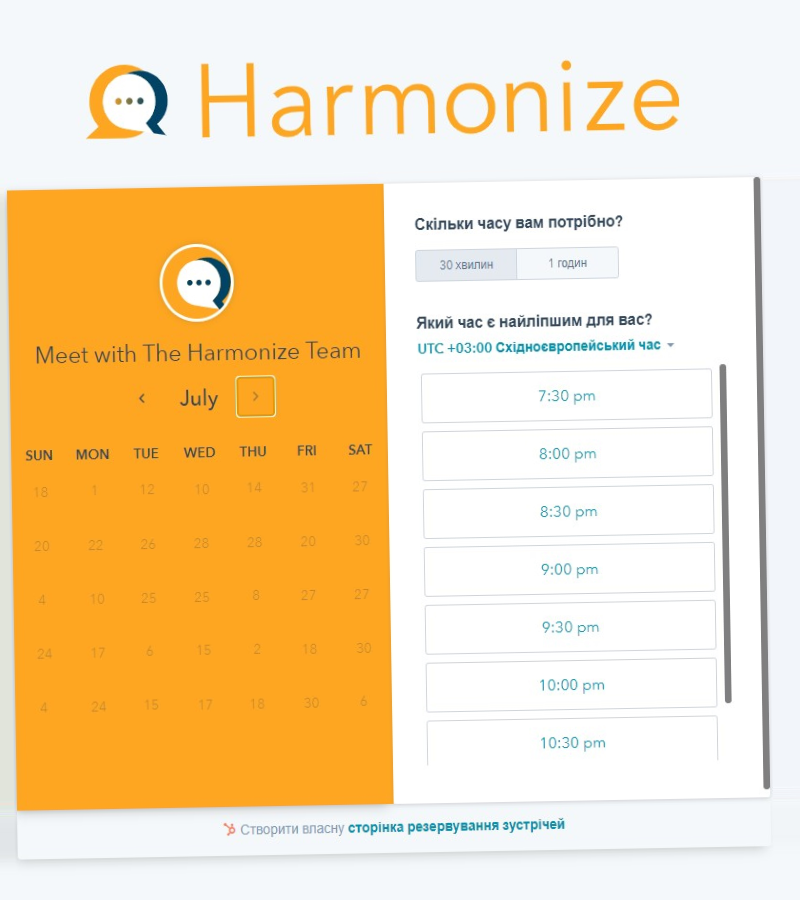 Harmonize
Meet with The Harmonize Team
July
SUN MON TUE WED THU FRI SAT
18 1 12 10 14 31 27
20 22 26 28 28 20 30
4 10 25 25 8 27 27
24 17 6 15 2 18 30
4 24 15 17 18 30 6
Скільки часу вам потрібно?
30 хвилин 1 годин
Який час є найліпшим для вас?
UTC +03:00 Східноєвропейський час
7:30 pm
8:00 pm
8:30 pm
9:00 pm
9:30 pm
10:00 pm
10:30 pm
Створити власну сторінка резервування зустрічей